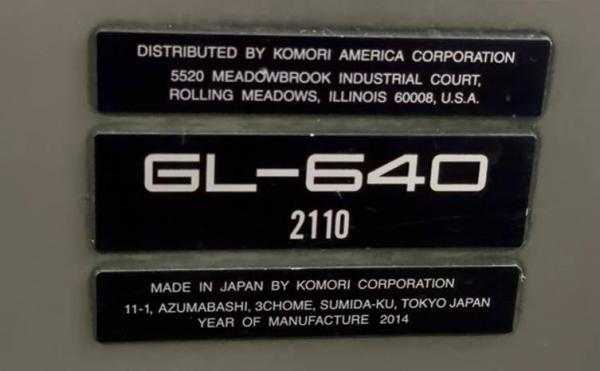 DISTRIBUTED BY KOMORI AMERICA CORPORATION
5520 MEADOWBROOK INDUSTRIAL COURT,
ROLLING MEADOWS, ILLINOIS 60008, U.S.A.
GL-640
2110
MADE IN JAPAN BY KOMORI CORPORATION
11-1, AZUMABASHI, 3CHOME, SUMIDA-KU, TOKYO JAPAN
YEAR OF MANUFACTURE 2014